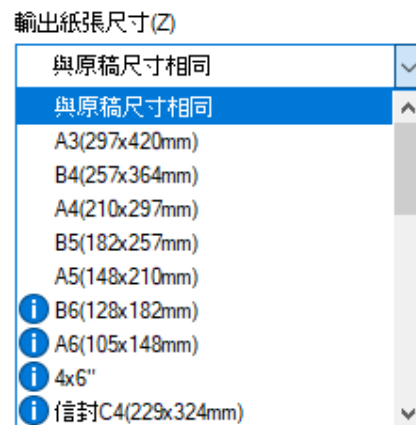 輸出紙張尺寸(Z)
與原稿尺寸相同
與原稿尺寸相同
A3(297x420mm)
B4(257x364mm)
A4(210x297mm)
B5(182x257mm)
A5(148x210mm)
B6(128x182mm)
A6(105x148mm)
4x6"
信封C4(229x324mm)